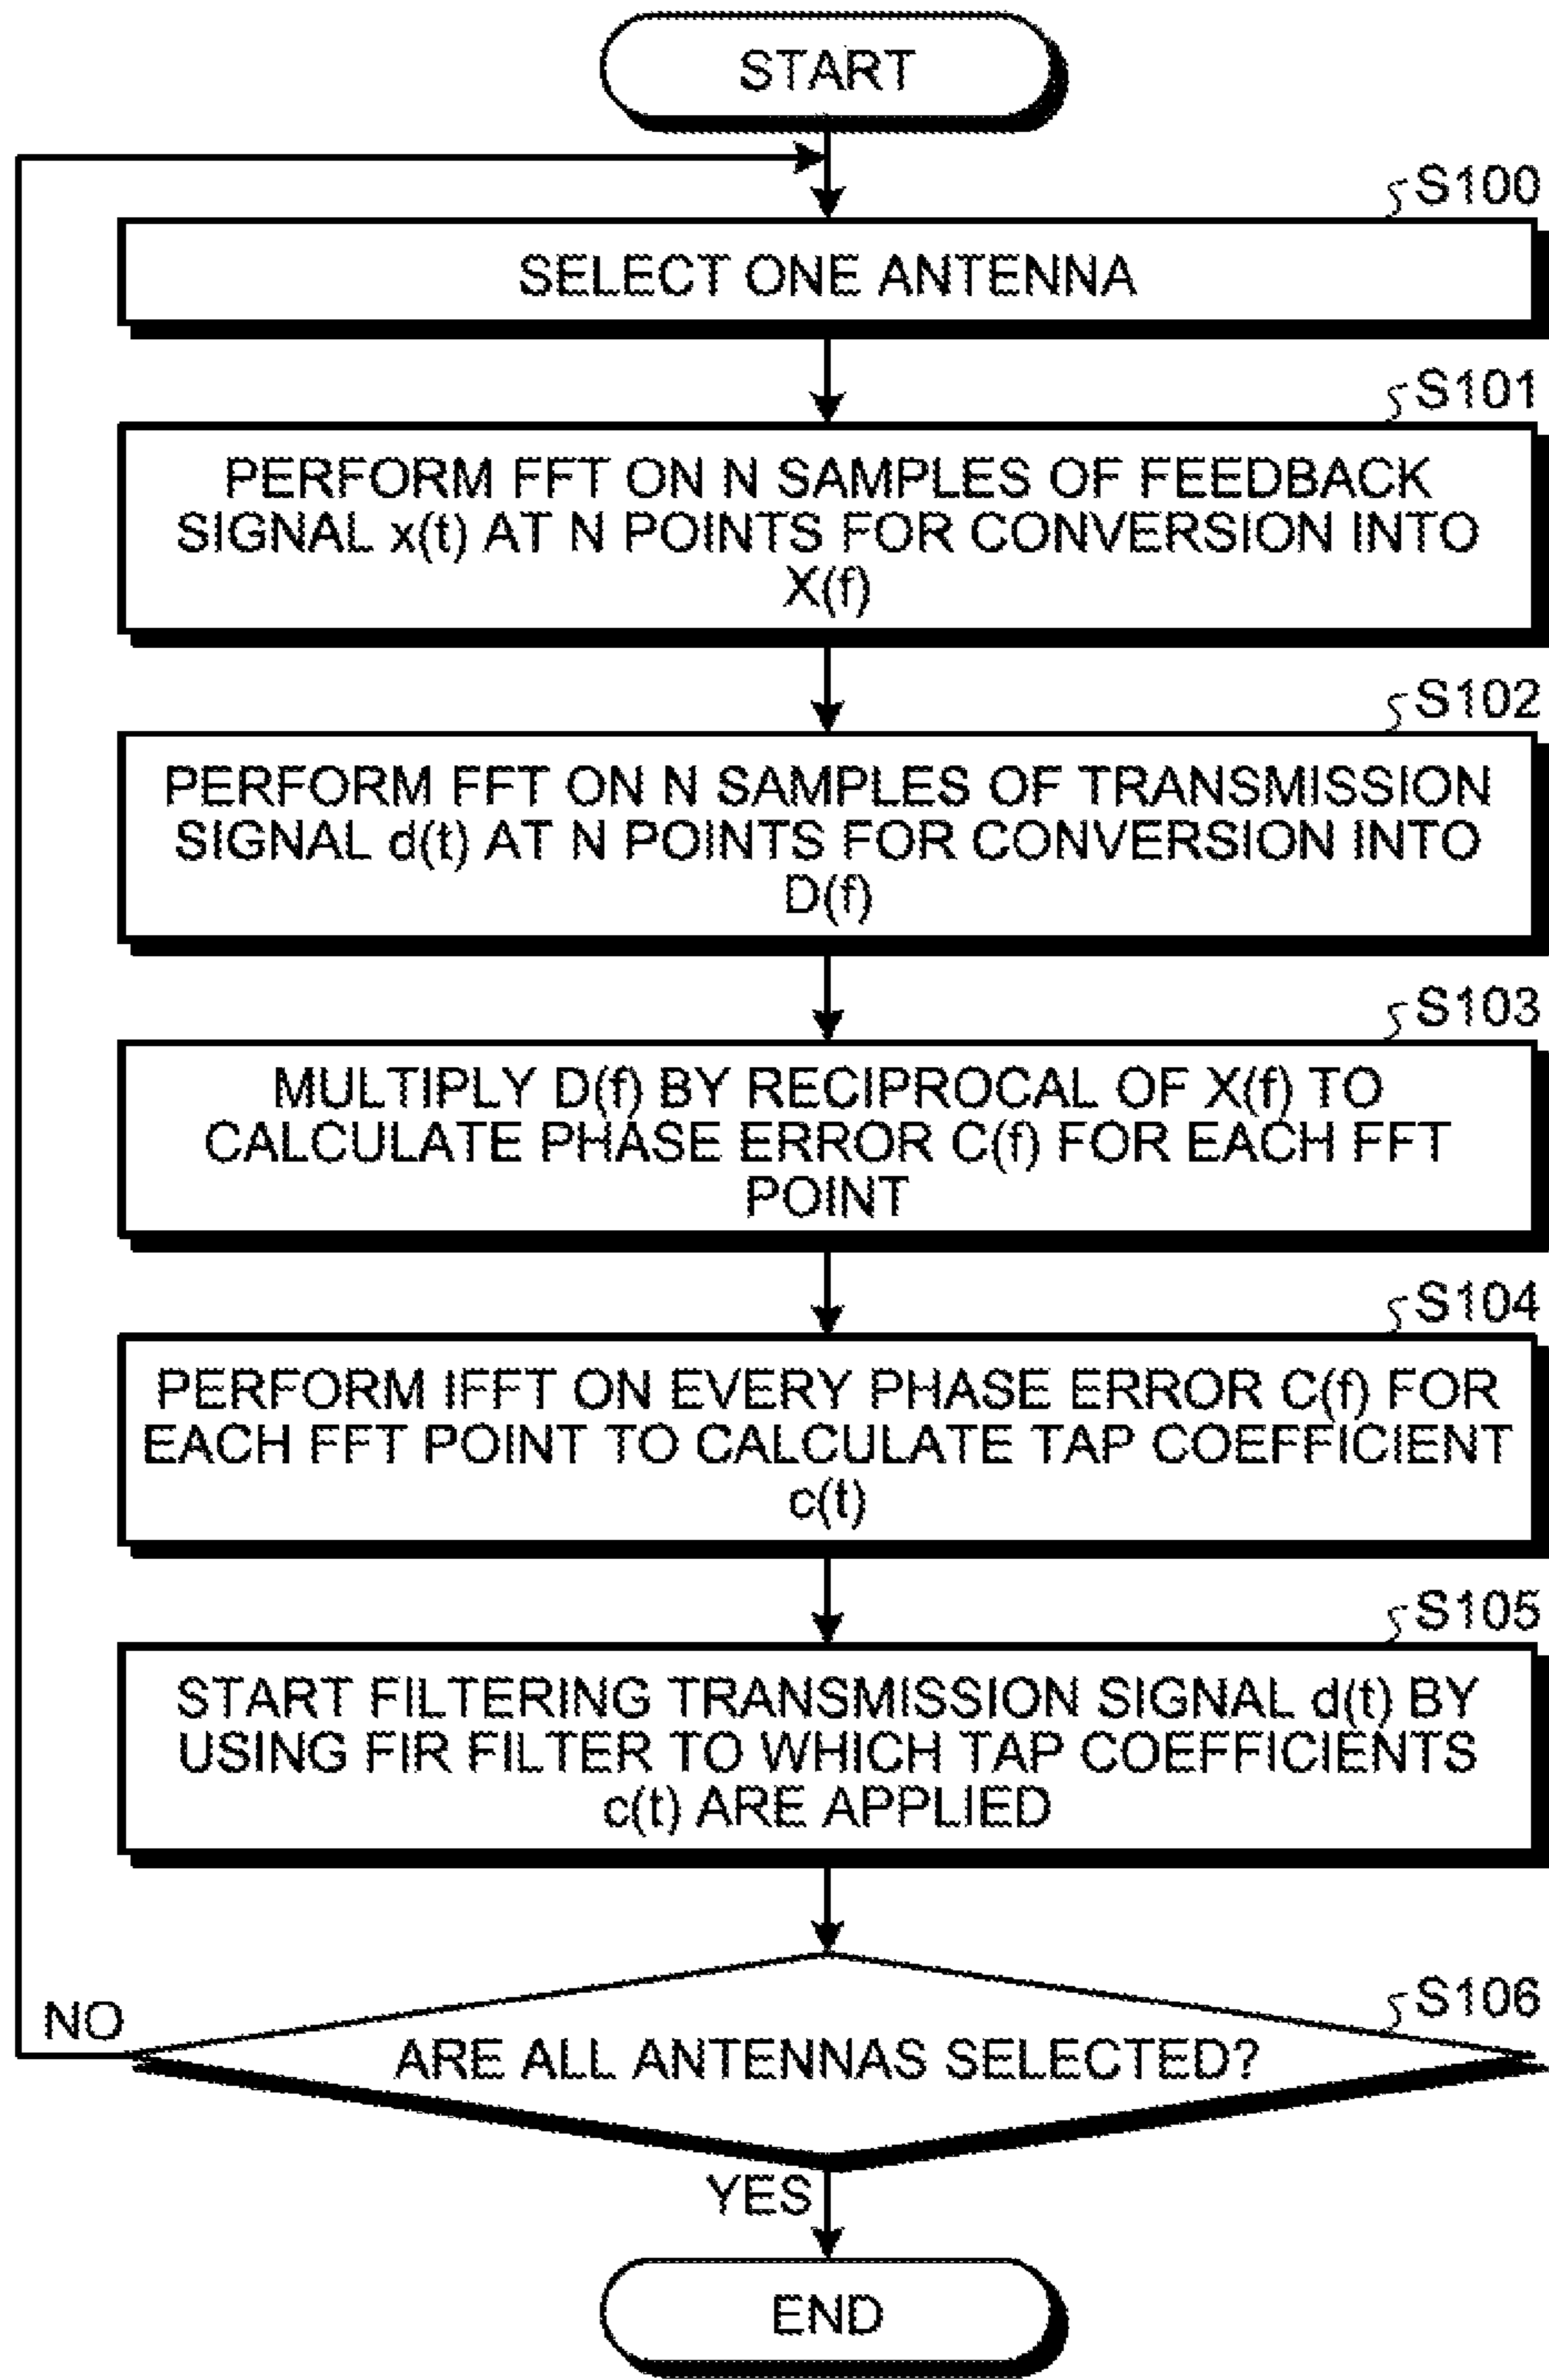 START
S100
SELECT ONE ANTENNA
S101
PERFORM FFT ON N SAMPLES OF FEEDBACK
SIGNAL x(t) AT N POINTS FOR CONVERSION INTO
X(f)
S102
PERFORM FFT ON N SAMPLES OF TRANSMISSION
SIGNAL d(t) AT N POINTS FOR CONVERSION INTO
D(f)
S103
MULTIPLY D(f) BY RECIPROCAL OF X(f) TO
CALCULATE PHASE ERROR C(f) FOR EACH FFT
POINT
S104
PERFORM IFFT ON EVERY PHASE ERROR C(f) FOR
EACH FFT POINT TO CALCULATE TAP COEFFICIENT
c(t)
S105
START FILTERING TRANSMISSION SIGNAL d(t) BY
USING FIR FILTER TO WHICH TAP COEFFICIENTS
c(t) ARE APPLIED
S106
NO
ARE ALL ANTENNAS SELECTED?
YES
END